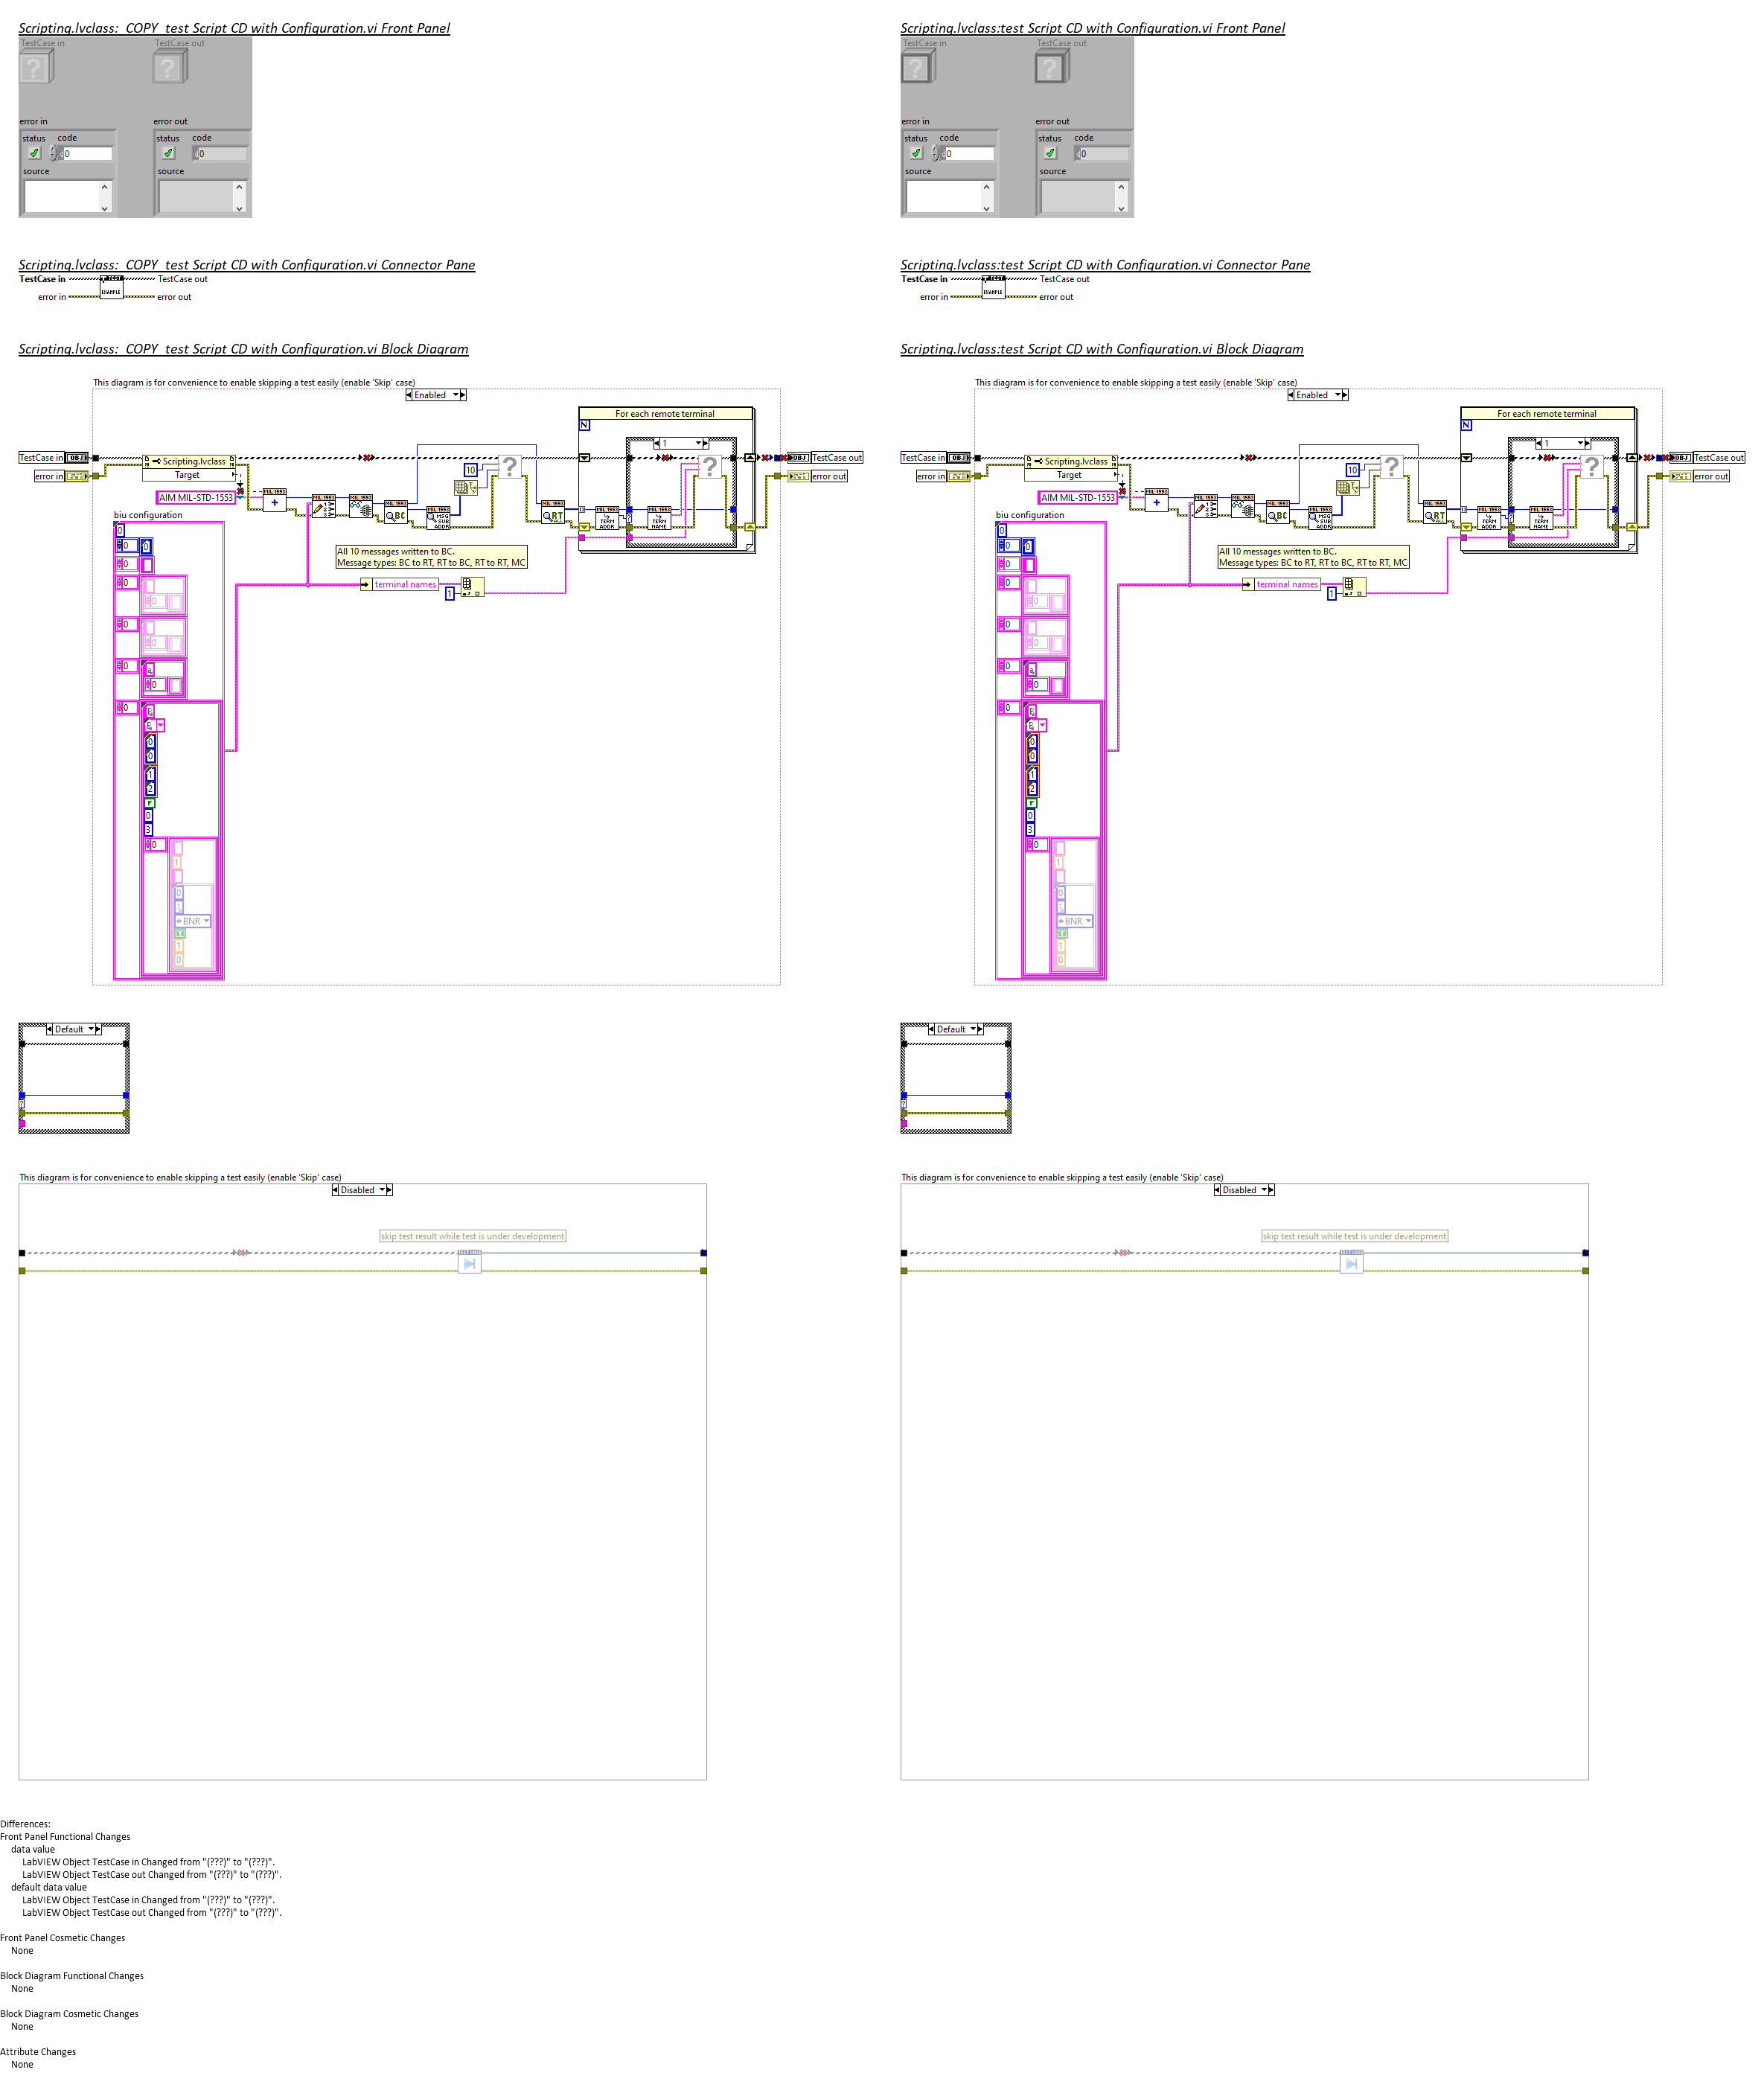 Scripting.lvclass:_COPY_test Script CD with Configuration.vi Front Panel
TestCase in TestCase out
error in error out
status code status code
0 0
source source
Scripting.lvclass:_COPY_test Script CD with Configuration.vi Connector Pane
TestCase in TestCase out
TEST
EXAMPLE
error in error out
Scripting.lvclass:_COPY_test Script CD with Configuration.vi Block Diagram
This diagram is for convenience to enable skipping a test easily (enable 'Skip' case)
Enabled
For each remote terminal
N
1
TestCase in OBJ Scripting.lvclass OBJ TestCase out
error in Target 10 error out
AIM MIL-STD-1553
biu configuration
All 10 messages written to BC.
Message types: BC to RT, RT to BC, RT to RT, MC
terminal names
1
BNR
Default
This diagram is for convenience to enable skipping a test easily (enable 'Skip' case)
Disabled
skip test result while test is under development
Scripting.lvclass:test Script CD with Configuration.vi Front Panel
TestCase in TestCase out
error in error out
status code status code
0 0
source source
Scripting.lvclass:test Script CD with Configuration.vi Connector Pane
TestCase in TestCase out
TEST
EXAMPLE
error in error out
Scripting.lvclass:test Script CD with Configuration.vi Block Diagram
This diagram is for convenience to enable skipping a test easily (enable 'Skip' case)
Enabled
For each remote terminal
N
1
TestCase in OBJ Scripting.lvclass OBJ TestCase out
error in Target 10 error out
AIM MIL-STD-1553
biu configuration
All 10 messages written to BC.
Message types: BC to RT, RT to BC, RT to RT, MC
terminal names
1
BNR
Default
This diagram is for convenience to enable skipping a test easily (enable 'Skip' case)
Disabled
skip test result while test is under development
Differences:
Front Panel Functional Changes
data value
LabVIEW Object TestCase in Changed from "(???)" to "(???)".
LabVIEW Object TestCase out Changed from "(???)" to "(???)".
default data value
LabVIEW Object TestCase in Changed from "(???)" to "(???)".
LabVIEW Object TestCase out Changed from "(???)" to "(???)".
Front Panel Cosmetic Changes
None
Block Diagram Functional Changes
None
Block Diagram Cosmetic Changes
None
Attribute Changes
None